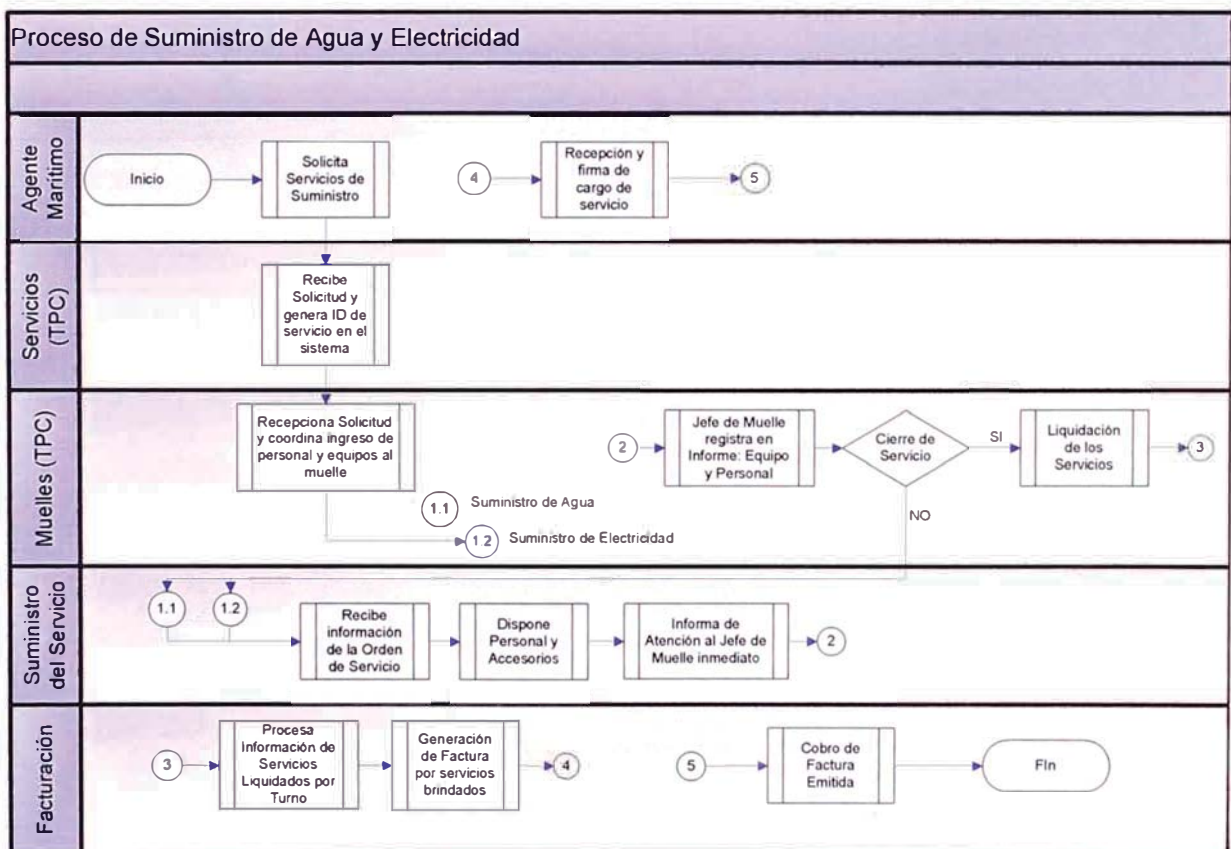 Proceso de Suministro de Agua y Electricidad
Agente
Marítimo
Inicio
Solicita
Servicios de
Suministro
4
Recepción y
firma de
cargo de
servicio
5
Servicios
(TPC)
Recibe
Solicitud y
genera ID de
servicio en el
sistema
Muelles (TPC)
Recepciona Solicitud
y coordina ingreso de
personal y equipos al
muelle
1.1
Suministro de Agua
1.2
Suministro de Electricidad
2
Jefe de Muelle
registra en
Informe: Equipo
y Personal
Cierre de
Servicio
SI
NO
Liquidación
de los
Servicios
3
Suministro
del Servicio
1.1
1.2
Recibe
información
de la Orden
de Servicio
Dispone
Personal y
Accesorios
Informa de
Atención al Jefe de
Muelle inmediato
2
Facturación
3
Procesa
Información de
Servicios
Liquidados por
Turno
Generación
de Factura
por servicios
brindados
4
5
Cobro de
Factura
Emitida
FIn